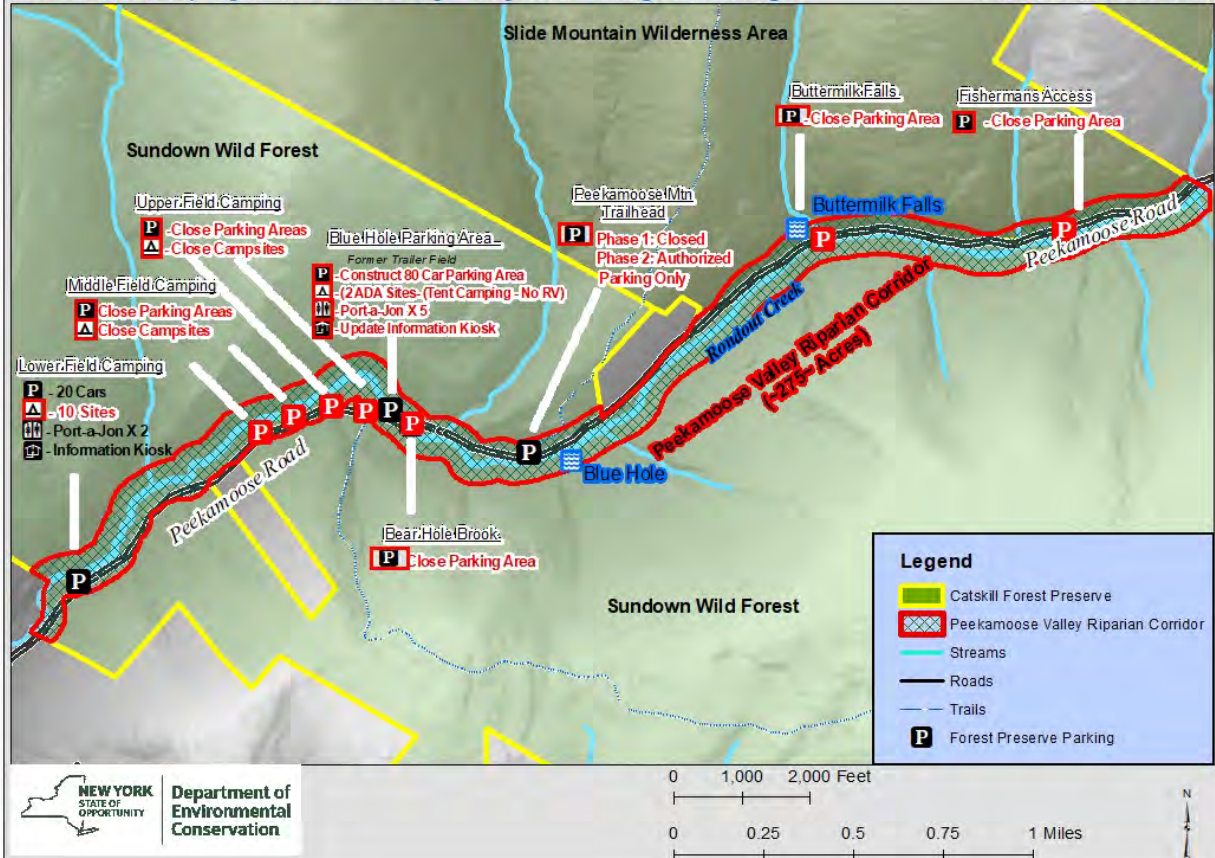 Slide Mountain Wilderness Area
Buttermilk Falls
P -Close Parking Area
Fishermans Access
P -Close Parking Area
Sundown Wild Forest
Upper Field Camping
P -Close Parking Areas
-Close Campsites
Blue Hole Parking Area
Former Trailer Field
P -Construct 80 Car Parking Area
-(2 ADA Sites- (Tent Camping - No RV)
-Port-a-Jon X 5
-Update Information Kiosk
Peekamoose Mtn
Trailhead
P Phase 1: Closed
Phase 2: Authorized
Parking Only
Middle Field Camping
P Close Parking Areas
Close Campsites
Lower Field Camping
P - 20 Cars
- 10 Sites
- Port-a-Jon X 2
- Information Kiosk
Buttermilk Falls
P
P
Peekamoose Road
Rondout Creek
Peekamoose Valley Riparian Corridor
(~275~ Acres)
P
P
P
P
P
P
P
Blue Hole
Peekamoose Road
P
Bear Hole Brook
P Close Parking Area
Sundown Wild Forest
Legend
Catskill Forest Preserve
Peekamoose Valley Riparian Corridor
Streams
Roads
Trails
P Forest Preserve Parking
NEW YORK
STATE OF
OPPORTUNITY
Department of
Environmental
Conservation
0 1,000 2,000 Feet
0 0.25 0.5 0.75 1 Miles
N